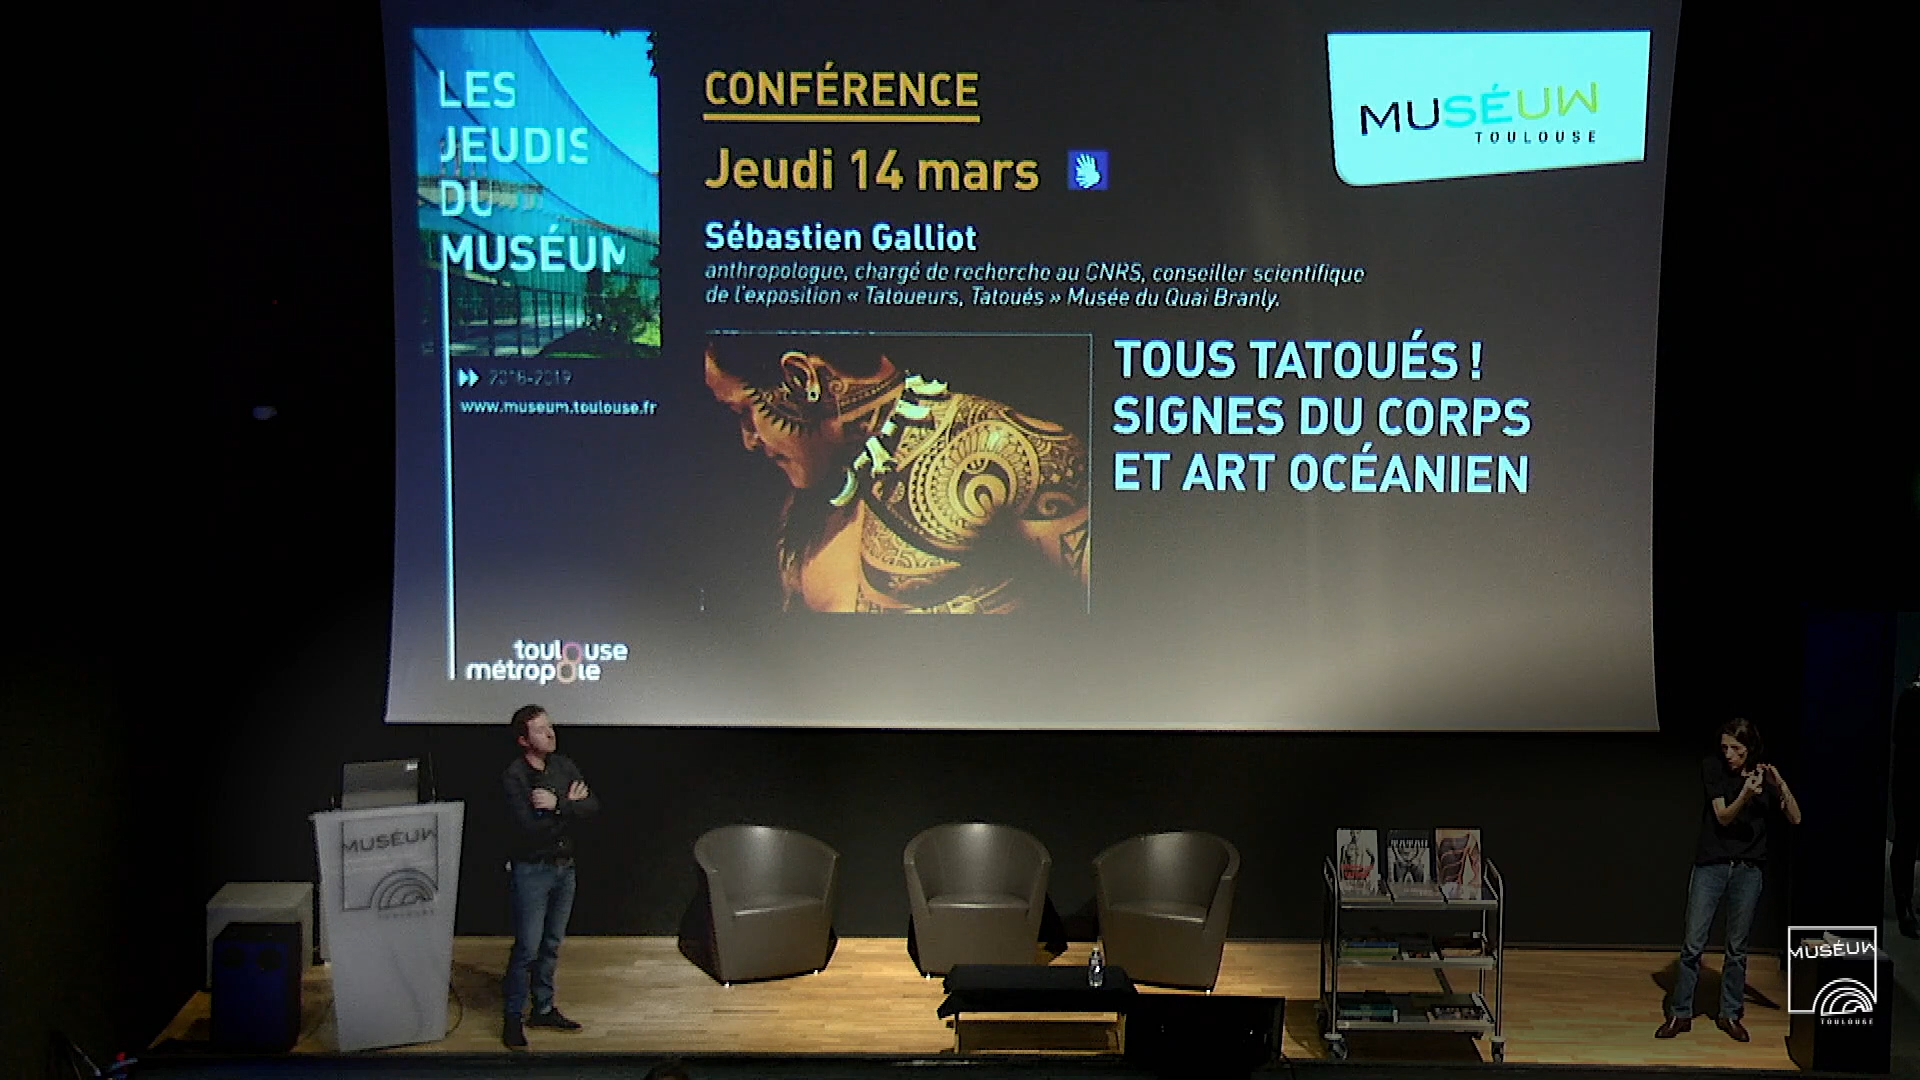 LES
JEUDIS
DU
MUSÉUM
2018-2019
www.museum.toulouse.fr
toulouse
métropole
CONFÉRENCE
Jeudi 14 mars
Sébastien Galliot
anthropologue, chargé de recherche au CNRS, conseiller scientifique
de l'exposition « Tatoueurs, Tatoués » Musée du Quai Branly.
TOUS TATOUÉS !
SIGNES DU CORPS
ET ART OCÉANIEN
MUSÉUM
TOULOUSE
MUSÉUM
TOULOUSE
TATAU
MUSÉUM
TOULOUSE